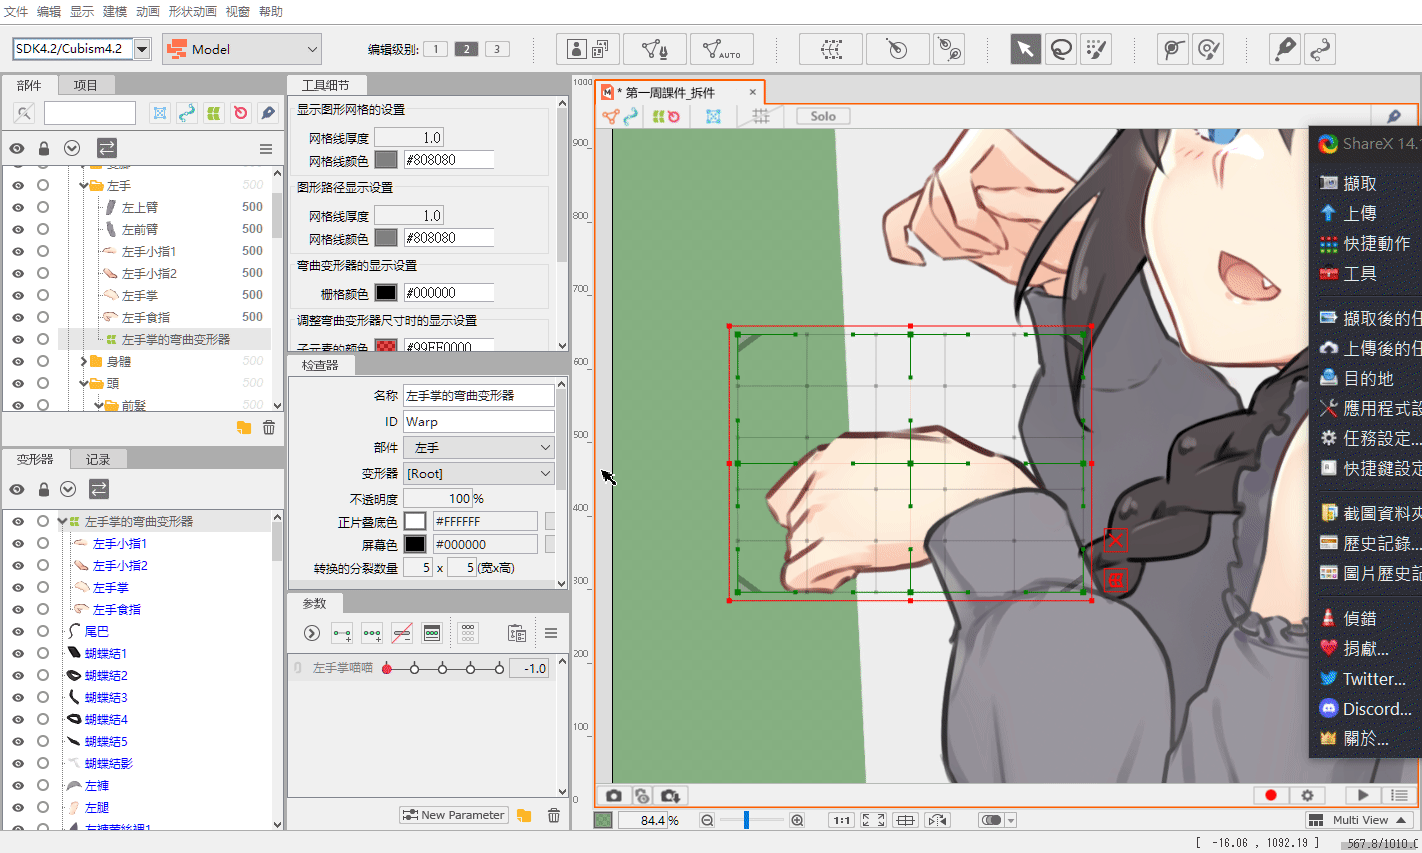 文件 编辑 显示 建模 动画 形状动画 视窗 帮助
SDK4.2/Cubism4.2 Model 编辑级别: 1 2 3 AUTO
部件 项目
左手 500
左上臂 500
左前臂 500
左手小指1 500
左手小指2 500
左手掌 500
左手食指 500
左手掌的弯曲变形器
身體 500
頭 500
前髮
变形器 记录
左手掌的弯曲变形器
左手小指1
左手小指2
左手掌
左手食指
尾巴
蝴蝶結1
蝴蝶結2
蝴蝶結3
蝴蝶結4
蝴蝶結5
蝴蝶結影
左褲
左腿
工具细节
显示图形网格的设置
网格线厚度 1.0
网格线颜色 #808080
图形路径显示设置
网格线厚度 1.0
网格线颜色 #808080
弯曲变形器的显示设置
栅格颜色 #000000
调整弯曲变形器尺寸时的显示设置
子元素的颜色 #99FF0000
检查器
名称 左手掌的弯曲变形器
ID Warp
部件 左手
变形器 [Root]
不透明度 100 %
正片叠底色 #FFFFFF
屏幕色 #000000
转换的分裂数量 5 x 5 (宽x高)
参数
左手掌喵喵 -1.0
New Parameter
* 第一周課件_拆件 ×
Solo
1000
900
800
700
600
500
400
300
200
100
0
ShareX 14.1
擷取
上傳
快捷動作
工具
擷取後的任
上傳後的任
目的地
應用程式設
任務設定...
快捷鍵設定
截圖資料夾
歷史記錄...
圖片歷史記
偵錯
捐獻...
Twitter...
Discord...
關於...
84.4 % 1:1 Multi View
[ -16.06 , 1092.19 ] 567.8/1010.0